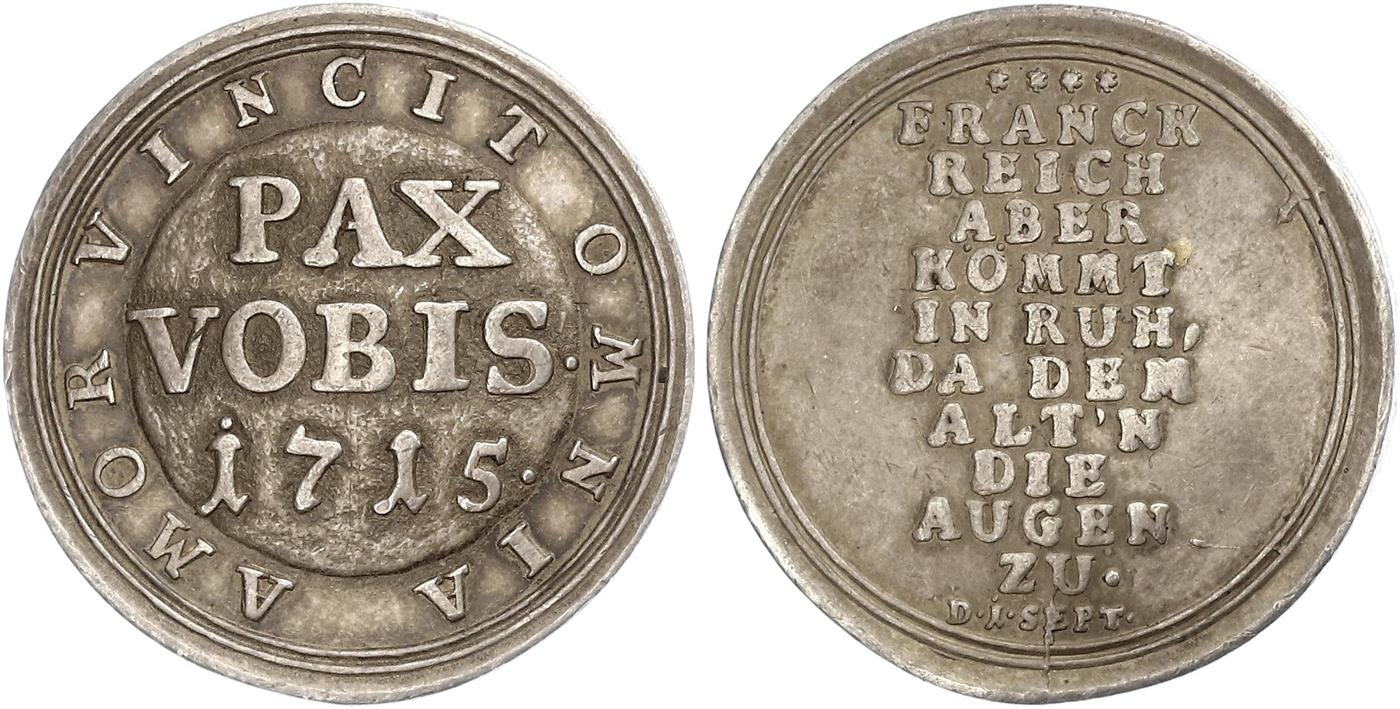 AMOR VINCIT OMNIA
PAX
VOBIS.
1715.
****
FRANCK
REICH
ABER
KÖMMT
IN RUH,
DA DEM
ALT'N
DIE
AUGEN
ZU.
D·1·SEPT·